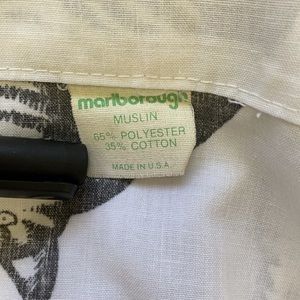 marlborough
MUSLIN
65% POLYESTER
35% COTTON
MADE IN U.S.A.